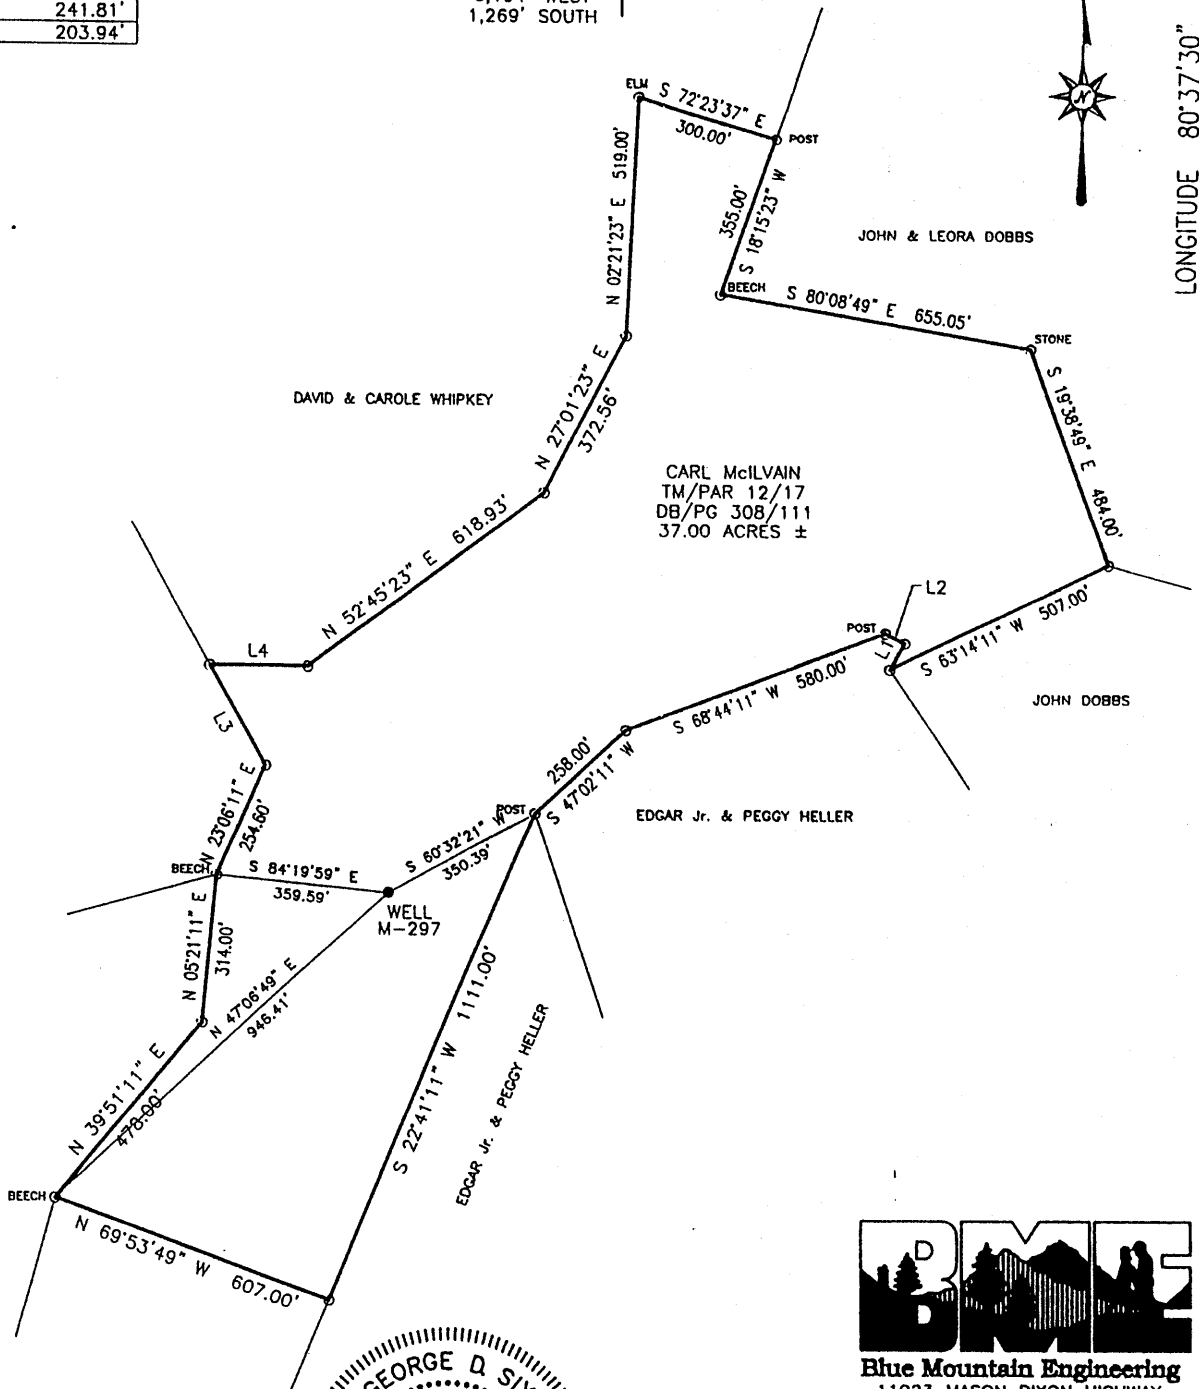 241.81'
203.94'
1,269' SOUTH
LONGITUDE 80°37'30"
N
ELM
S 72°23'37" E
300.00'
POST
N 02°21'23" E 519.00'
355.00'
S 18°15'23" W
JOHN & LEORA DOBBS
BEECH
S 80°08'49" E 655.05'
STONE
S 19°38'49" E 484.00'
DAVID & CAROLE WHIPKEY
N 27°01'23" E
372.56'
CARL McILVAIN
TM/PAR 12/17
DB/PG 308/111
37.00 ACRES ±
N 52°45'23" E 618.93'
L2
POST
L1
S 63°14'11" W 507.00'
L4
L3
S 68°44'11" W 580.00'
JOHN DOBBS
258.00'
S 47°02'11" W
POST
EDGAR Jr. & PEGGY HELLER
N 23°06'11" E
254.60'
S 60°32'21" W
350.39'
BEECH
S 84°19'59" E
359.59'
WELL
M-297
N 05°21'11" E
314.00'
N 47°06'49" E
946.41'
S 22°41'11" W 1111.00'
EDGAR Jr. & PEGGY HELLER
N 39°51'11" E
478.00'
BEECH
N 69°53'49" W 607.00'
GEORGE D.
BME
Blue Mountain Engineering
11023 MASON DIXON HIGHWAY